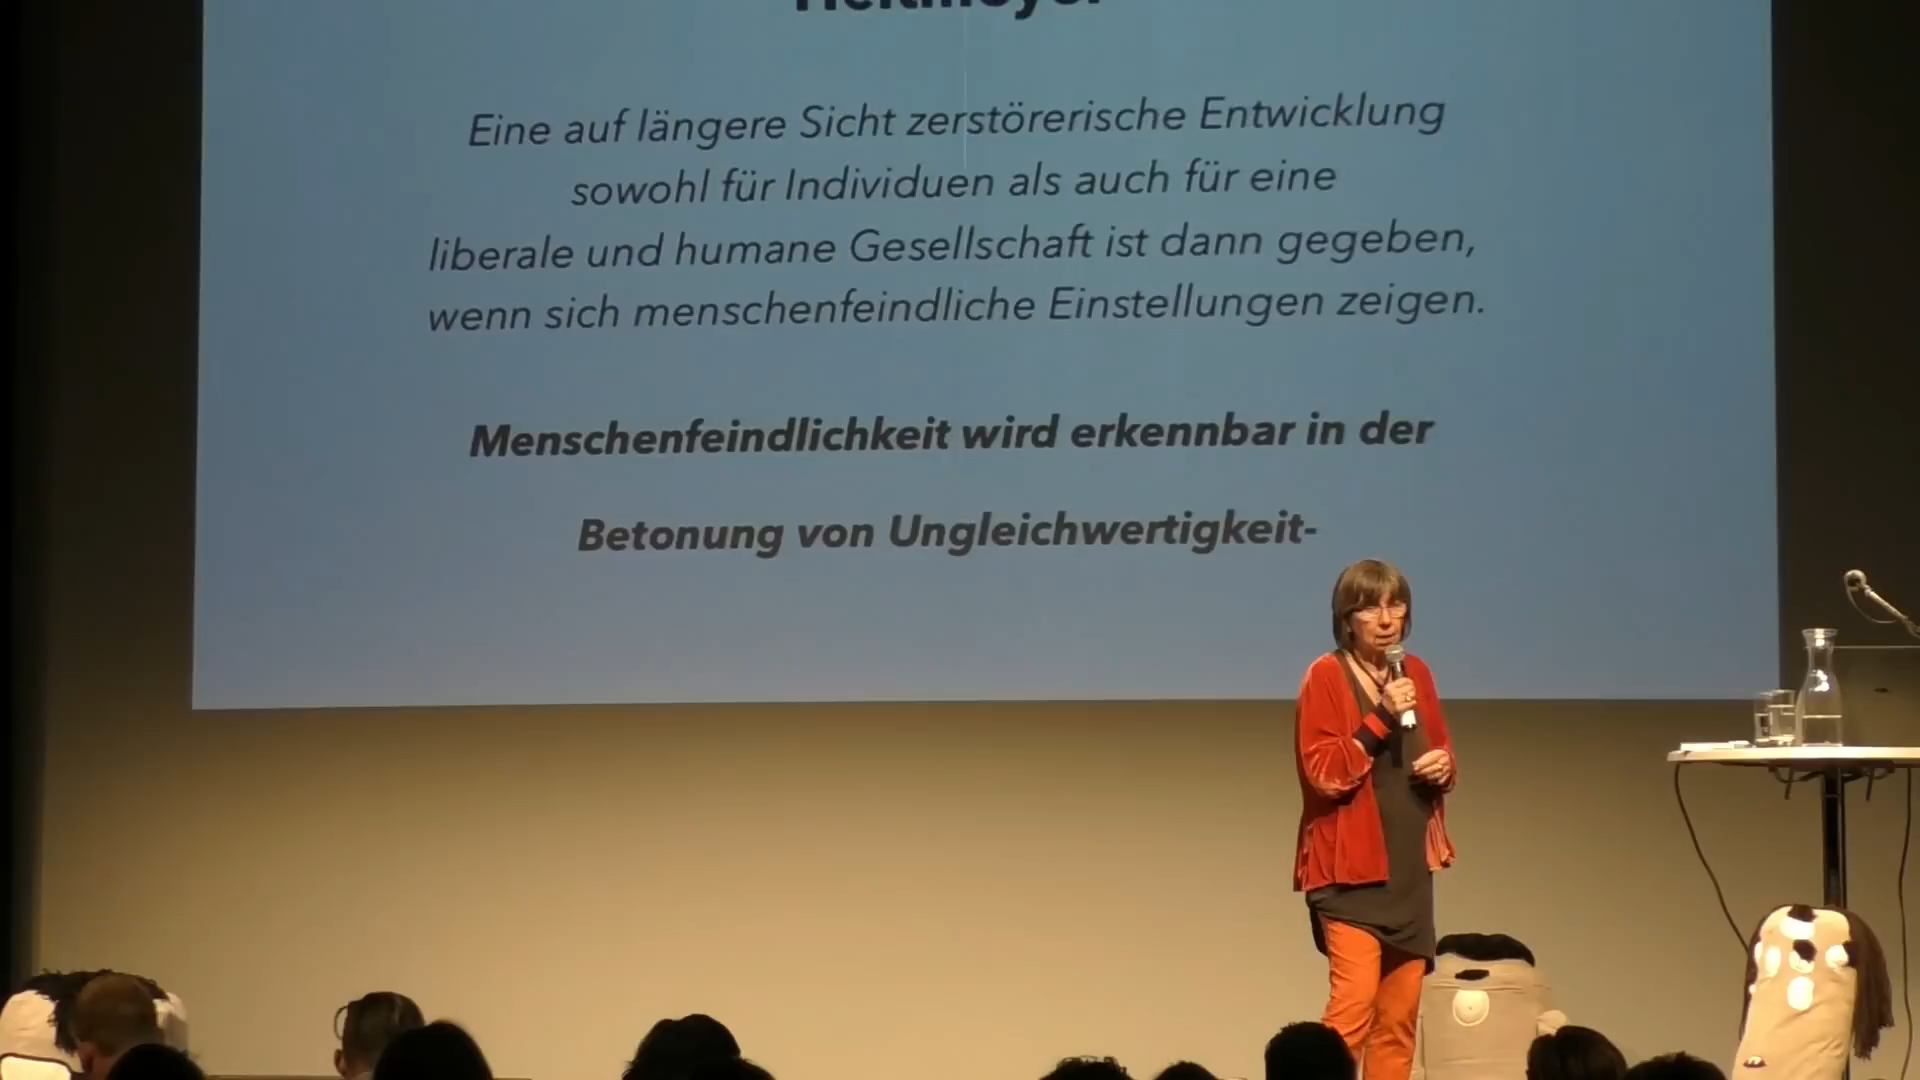 Heitmeyer
Eine auf längere Sicht zerstörerische Entwicklung
sowohl für Individuen als auch für eine
liberale und humane Gesellschaft ist dann gegeben,
wenn sich menschenfeindliche Einstellungen zeigen.
Menschenfeindlichkeit wird erkennbar in der
Betonung von Ungleichwertigkeit-